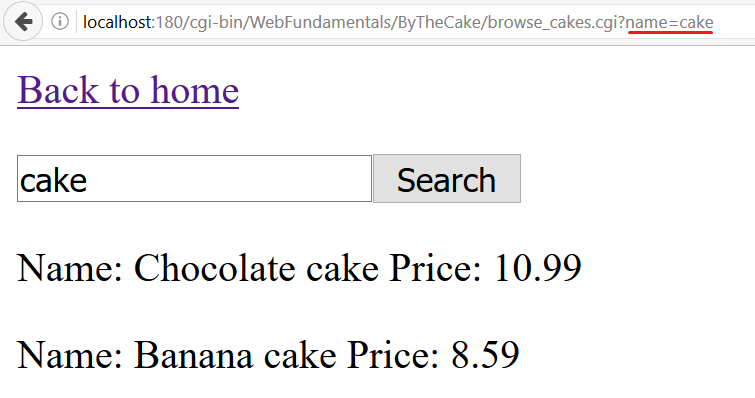 localhost:180/cgi-bin/WebFundamentals/ByTheCake/browse_cakes.cgi?name=cake
Back to home
cake Search
Name: Chocolate cake Price: 10.99
Name: Banana cake Price: 8.59